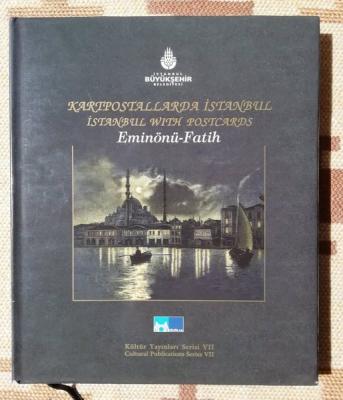 İSTANBUL
BÜYÜKŞEHİR
BELEDİYESİ
KARTPOSTALLARDA İSTANBUL
İSTANBUL WITH POSTCARDS
Eminönü-Fatih
Kültür Yayınları Serisi VII
Cultural Publications Series VII